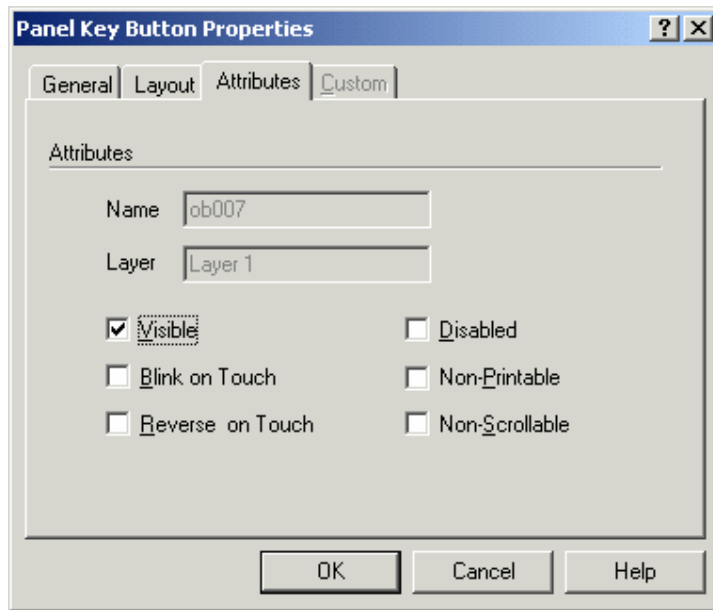 Panel Key Button Properties
General Layout Attributes Custom
Attributes
Name ob007
Layer Layer 1
Visible Disabled
Blink on Touch Non-Printable
Reverse on Touch Non-Scrollable
OK Cancel Help